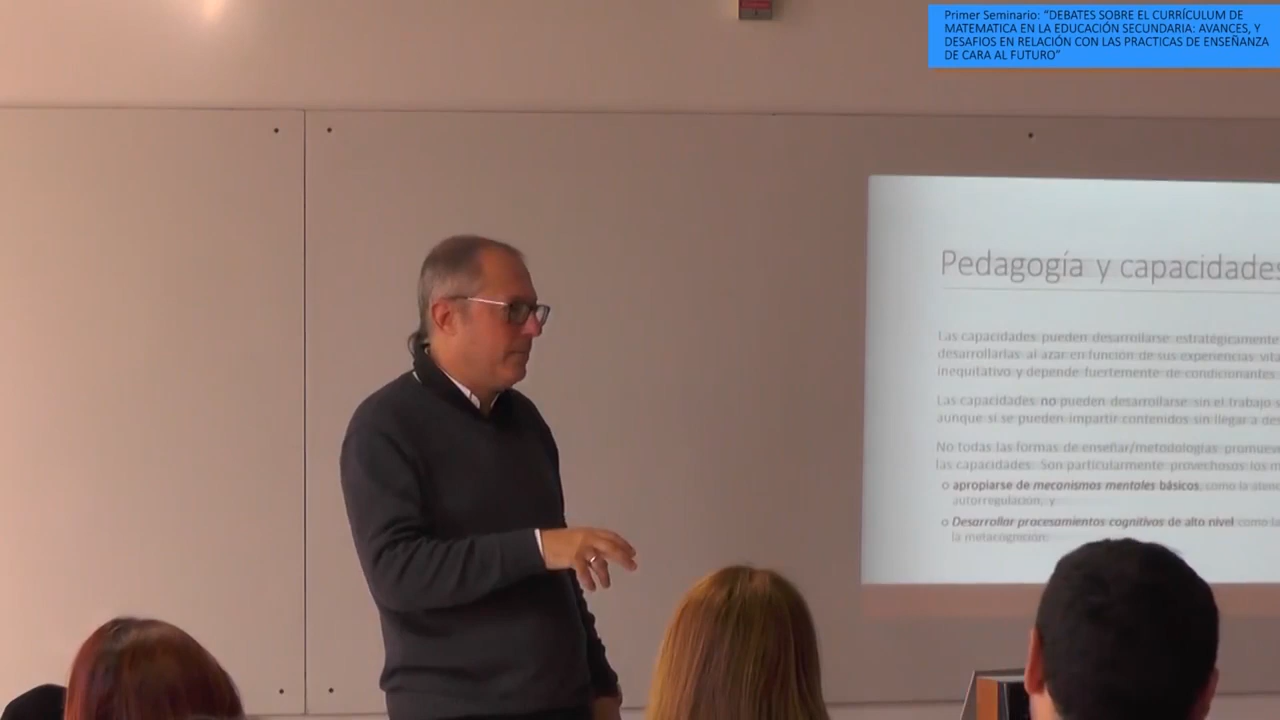 Primer Seminario: “DEBATES SOBRE EL CURRÍCULUM DE
MATEMATICA EN LA EDUCACIÓN SECUNDARIA: AVANCES, Y
DESAFIOS EN RELACIÓN CON LAS PRACTICAS DE ENSEÑANZA
DE CARA AL FUTURO”
Pedagogía y capacidades
Las capacidades pueden desarrollarse estratégicamente
desarrollarlas al azar en función de sus experiencias
inequitativo y depende fuertemente de condicionantes
Las capacidades no pueden desarrollarse sin el trabajo
aunque sí se pueden impartir contenidos sin llegar a
No todas las formas de enseñar/metodologías
las capacidades. Son particularmente provechosos los
o apropiarse de mecanismos mentales básicos, como la
autorregulación, y
o Desarrollar procesamientos cognitivos de alto nivel como
la metacognición.